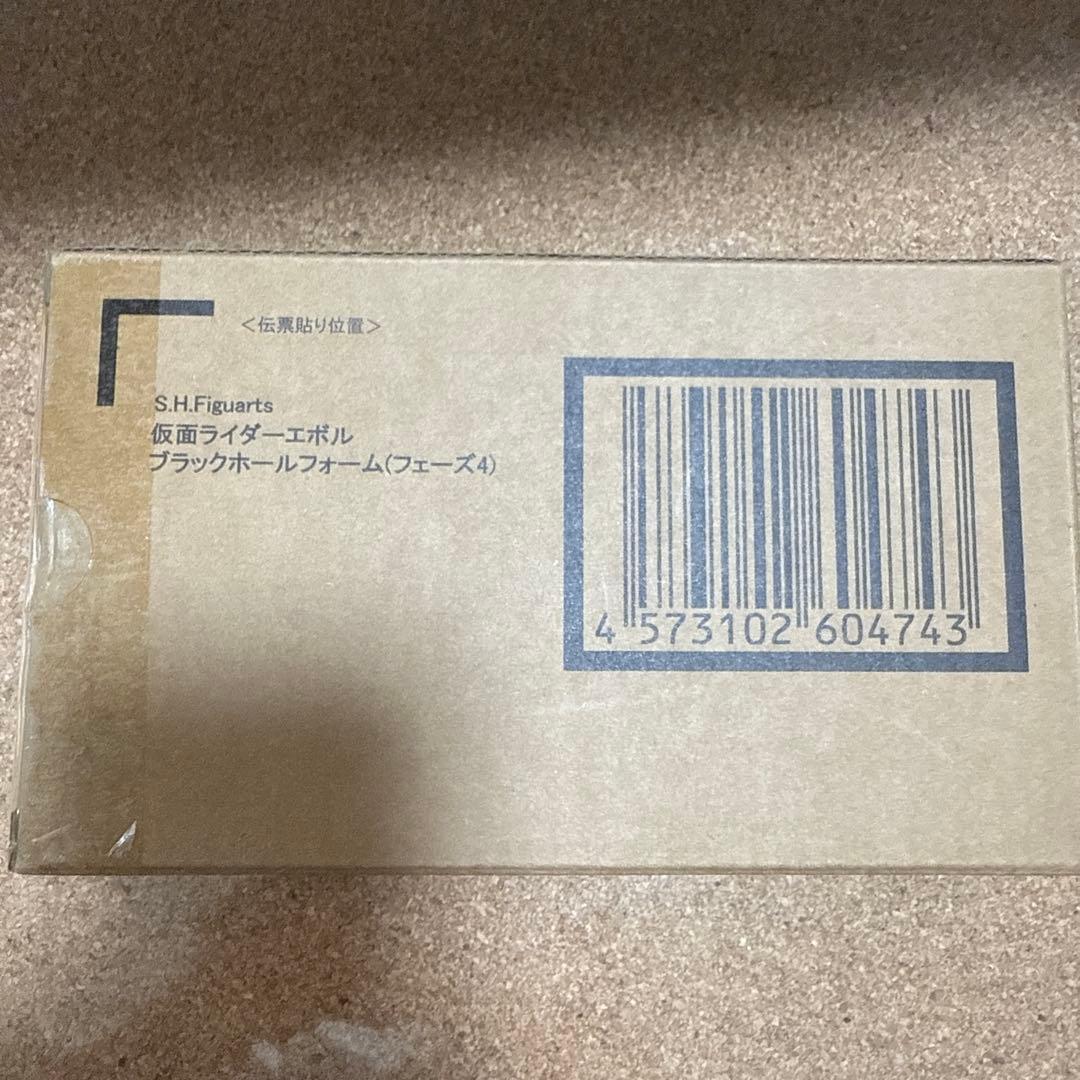 ＜伝票貼り位置＞
S.H.Figuarts
仮面ライダーエボル
ブラックホールフォーム(フェーズ4)
4 573102 604743